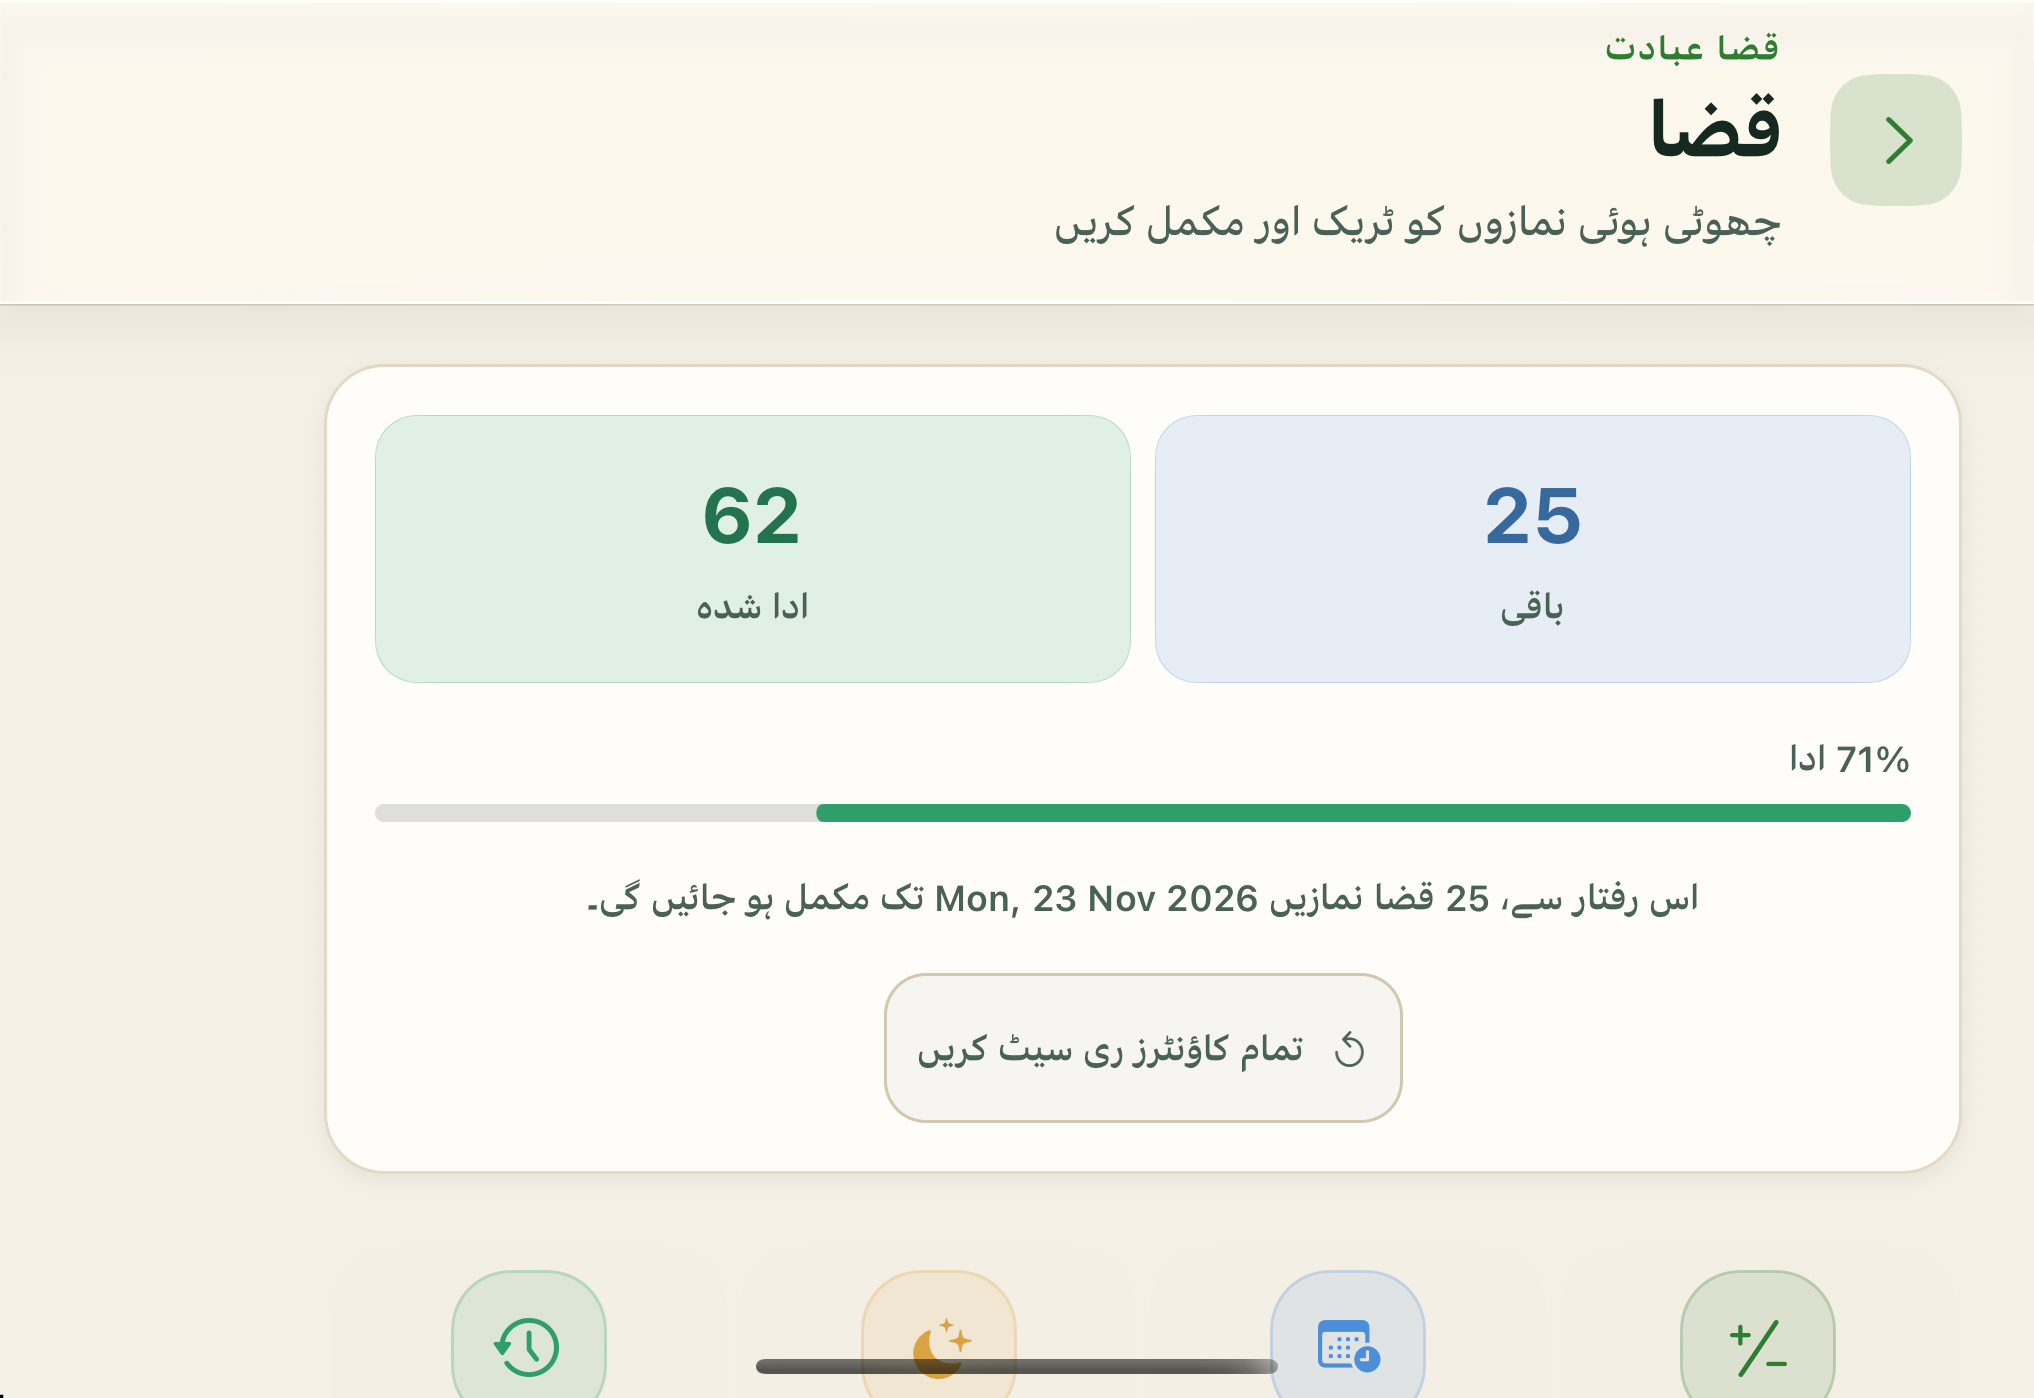 قضا عبادت
قضا
چھوٹی ہوئی نمازوں کو ٹریک اور مکمل کریں
25
باقی
62
ادا شدہ
71% ادا
اس رفتار سے، 25 قضا نمازیں Mon, 23 Nov 2026 تک مکمل ہو جائیں گی۔
تمام کاؤنٹرز ری سیٹ کریں